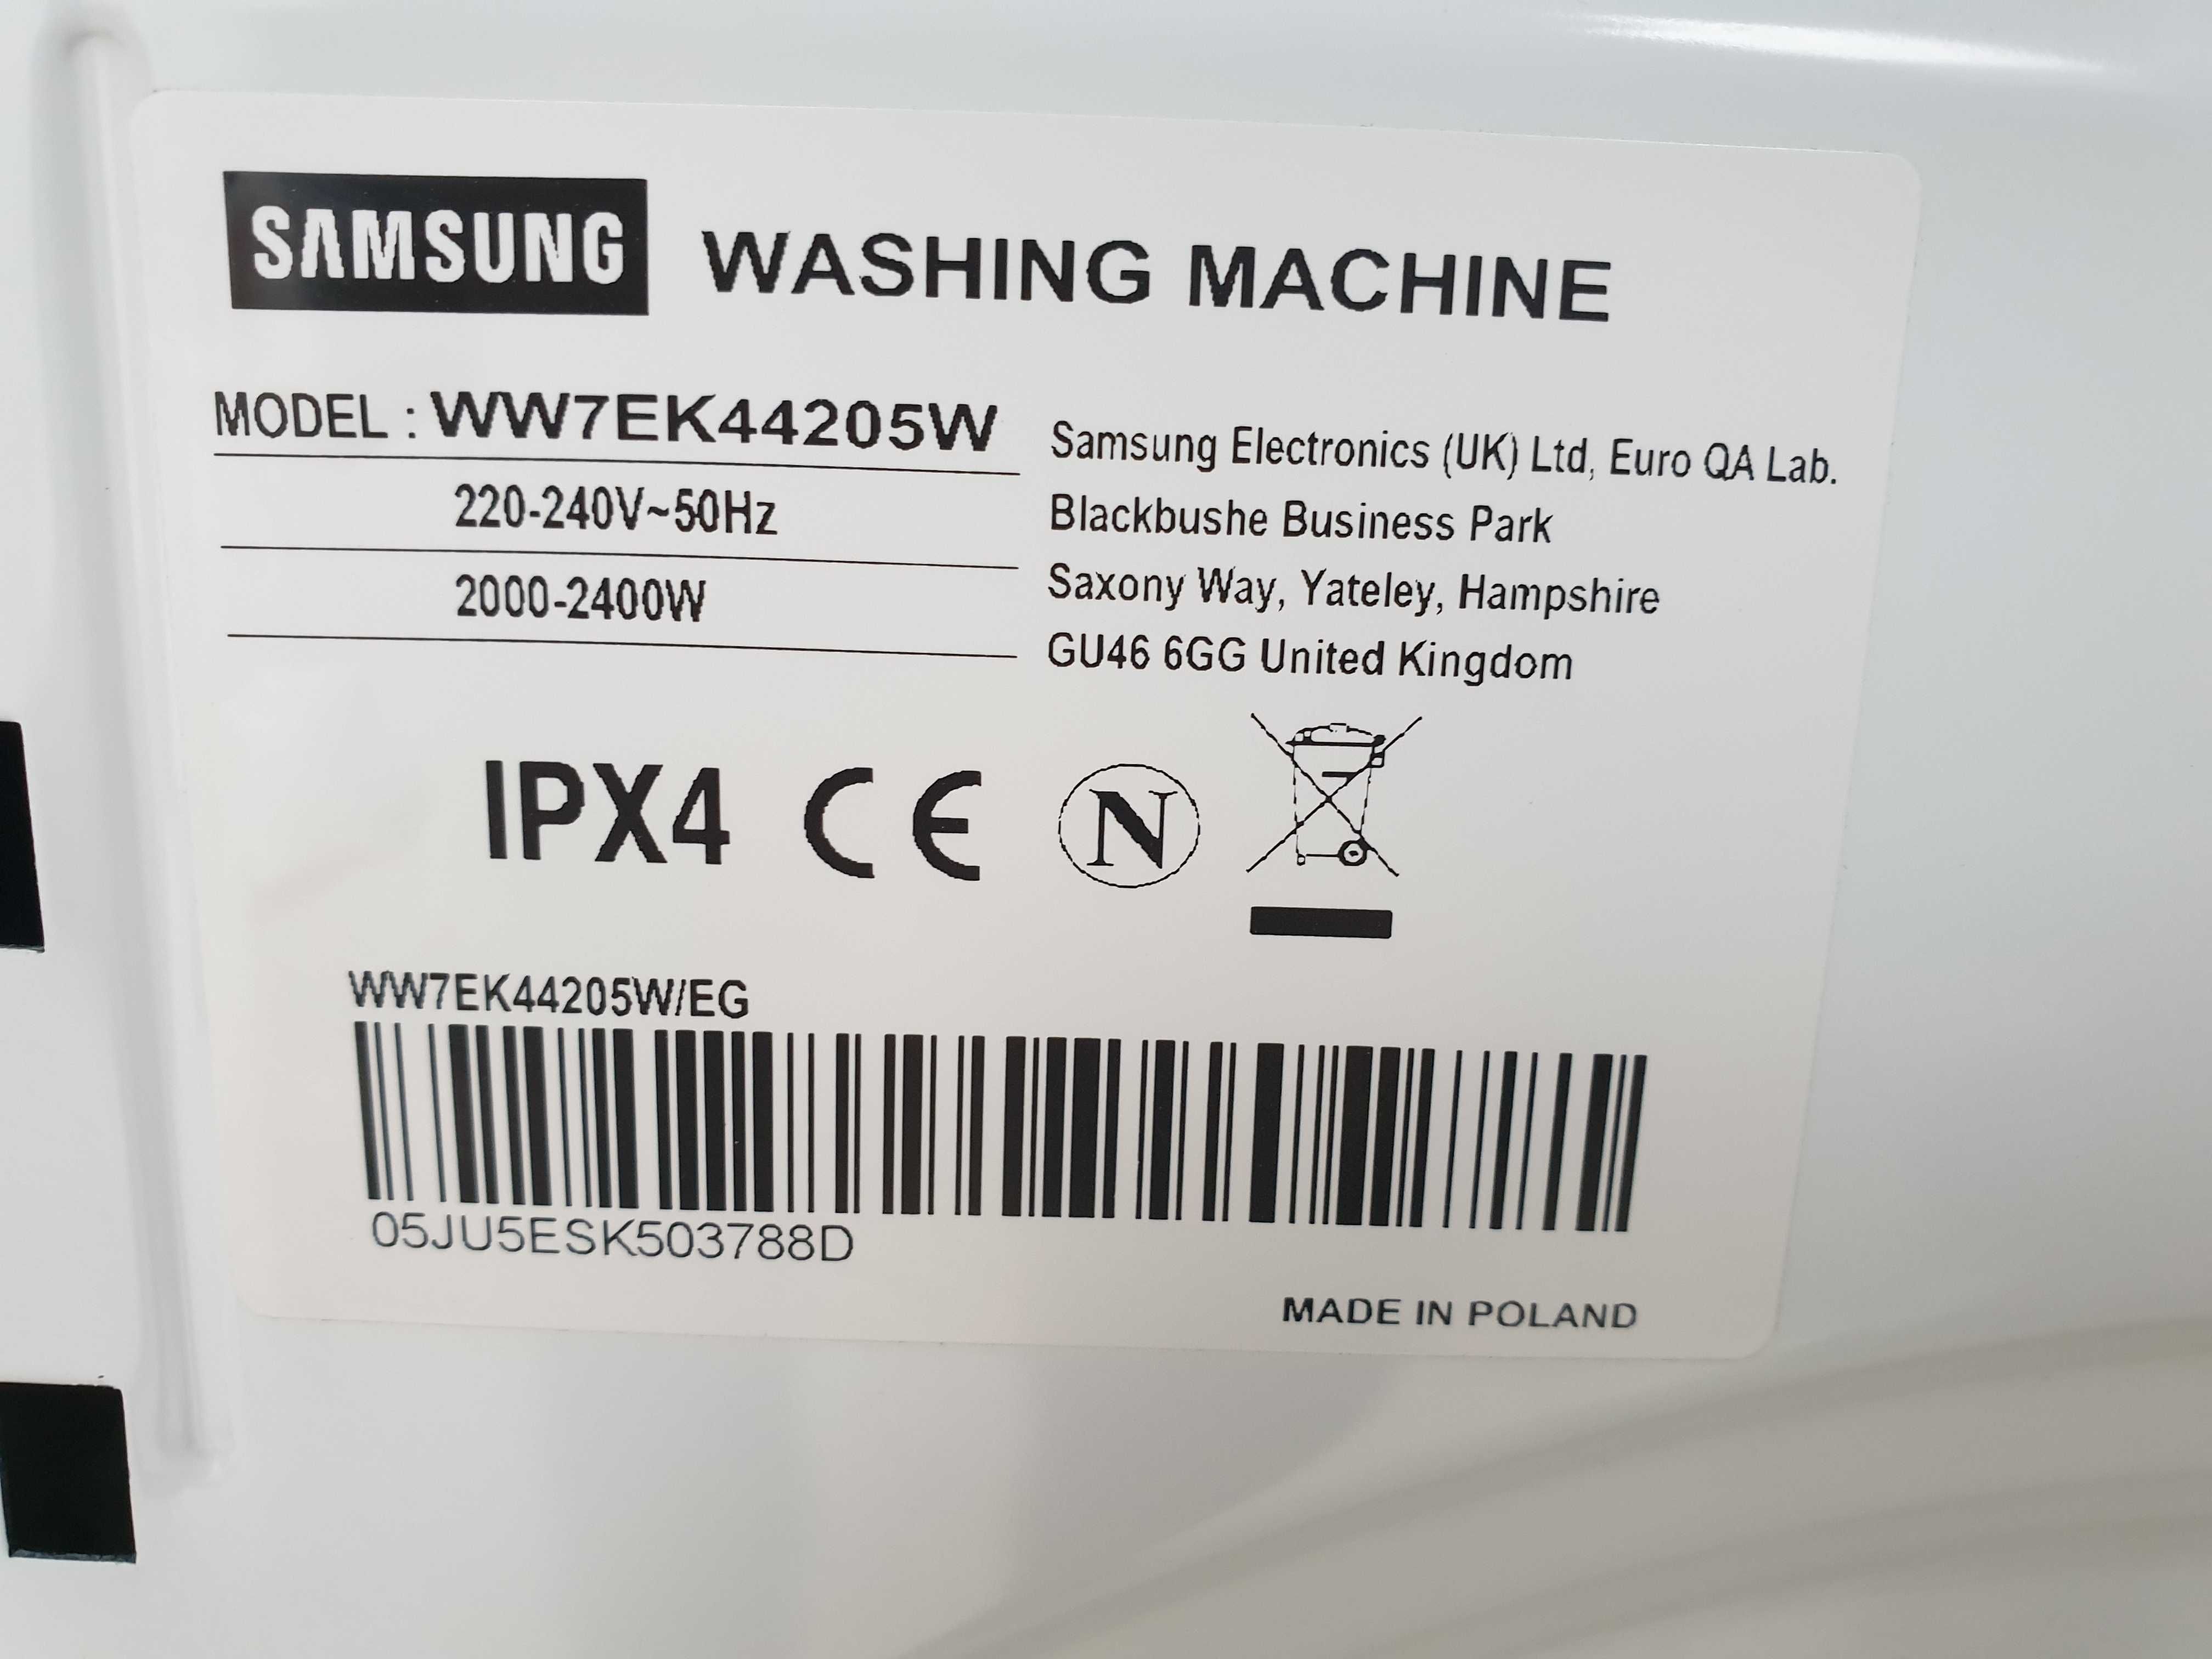 SAMSUNG WASHING MACHINE
MODEL : WW7EK44205W
220-240V~50Hz
2000-2400W
Samsung Electronics (UK) Ltd, Euro QA Lab.
Blackbushe Business Park
Saxony Way, Yateley, Hampshire
GU46 6GG United Kingdom
IPX4 CE N
WW7EK44205W/EG
05JU5ESK503788D
MADE IN POLAND